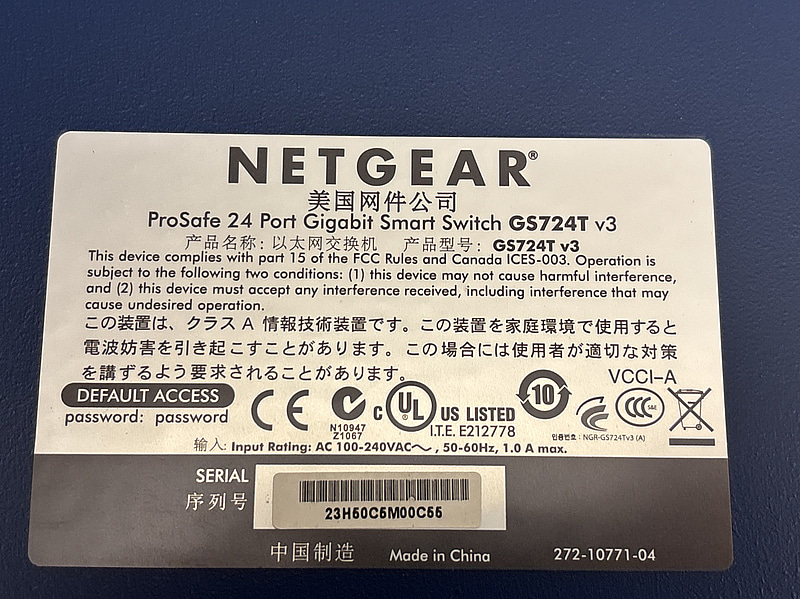 NETGEAR®
美国网件公司
ProSafe 24 Port Gigabit Smart Switch GS724T v3
产品名称：以太网交换机 产品型号：GS724T v3
This device complies with part 15 of the FCC Rules and Canada ICES-003. Operation is
subject to the following two conditions: (1) this device may not cause harmful interference,
and (2) this device must accept any interference received, including interference that may
cause undesired operation.
この装置は、クラス A 情報技術装置です。この装置を家庭環境で使用すると
電波妨害を引き起こすことがあります。この場合には使用者が適切な対策
を講ずるよう要求されることがあります。
VCCI-A
DEFAULT ACCESS
password: password
CE
N10947
Z1067
C UL US LISTED
I.T.E. E212778
10
CCC S&E
인증번호: NGR-GS724Tv3 (A)
输入: Input Rating: AC 100-240VAC～, 50-60Hz, 1.0 A max.
SERIAL
序列号
23H50C5M00C55
中国制造 Made in China 272-10771-04